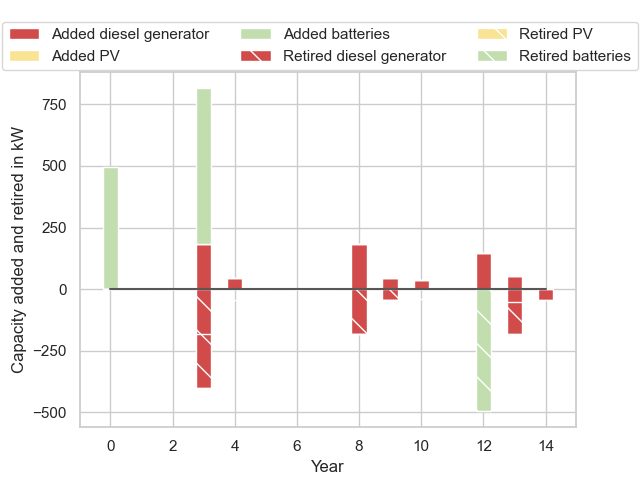 Added diesel generator Added batteries Retired PV
Added PV Retired diesel generator Retired batteries
Capacity added and retired in kW
750
500
250
0
−250
−500
0 2 4 6 8 10 12 14
Year